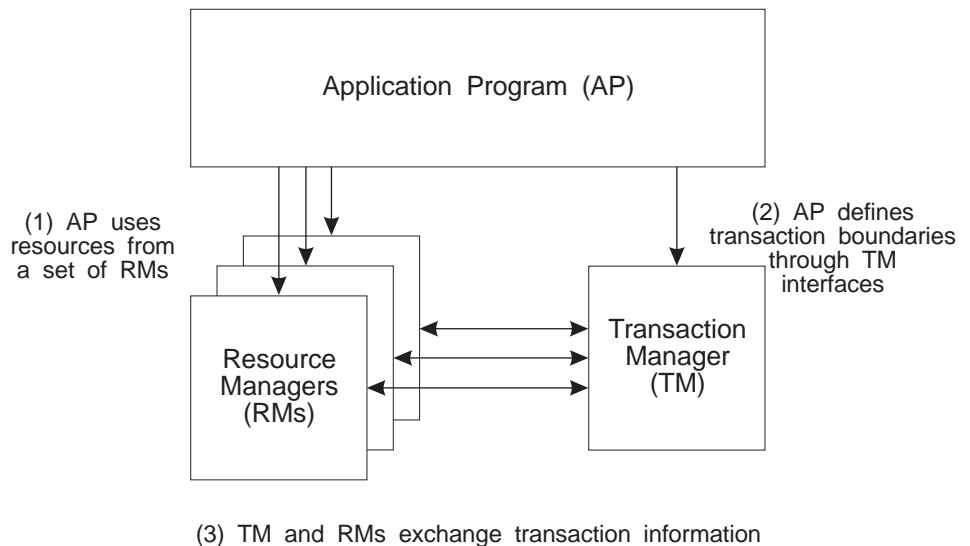 Application Program (AP)
(1) AP uses
resources from
a set of RMs
(2) AP defines
transaction boundaries
through TM
interfaces
Resource
Managers
(RMs)
Transaction
Manager
(TM)
(3) TM and RMs exchange transaction information